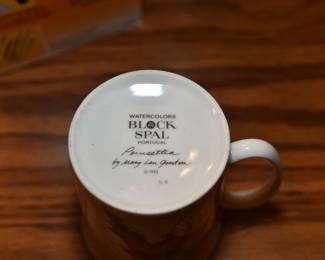 WATERCOLORS
BLOCK
SPAL
PORTUGAL
Poinsettia
by Mary Lou Goertzen